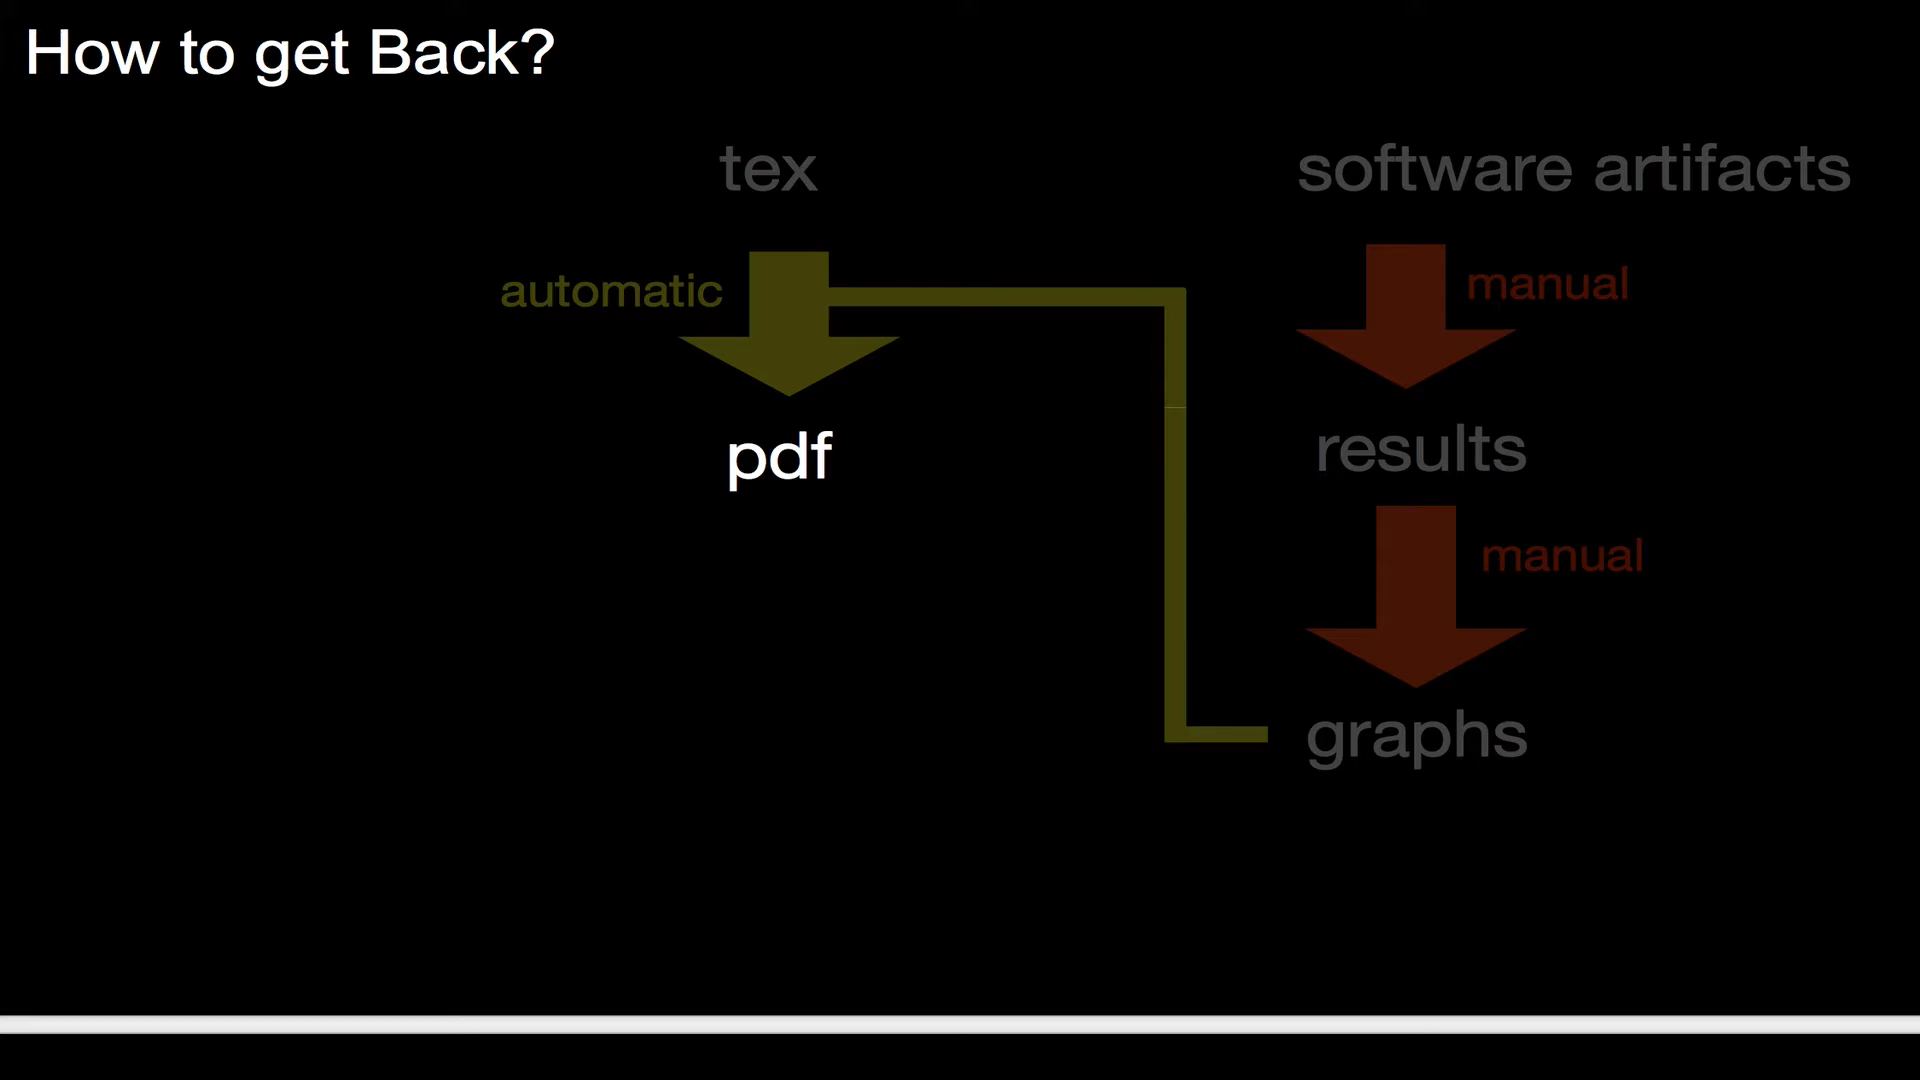 How to get Back?
tex
software artifacts
automatic
manual
pdf
results
manual
graphs